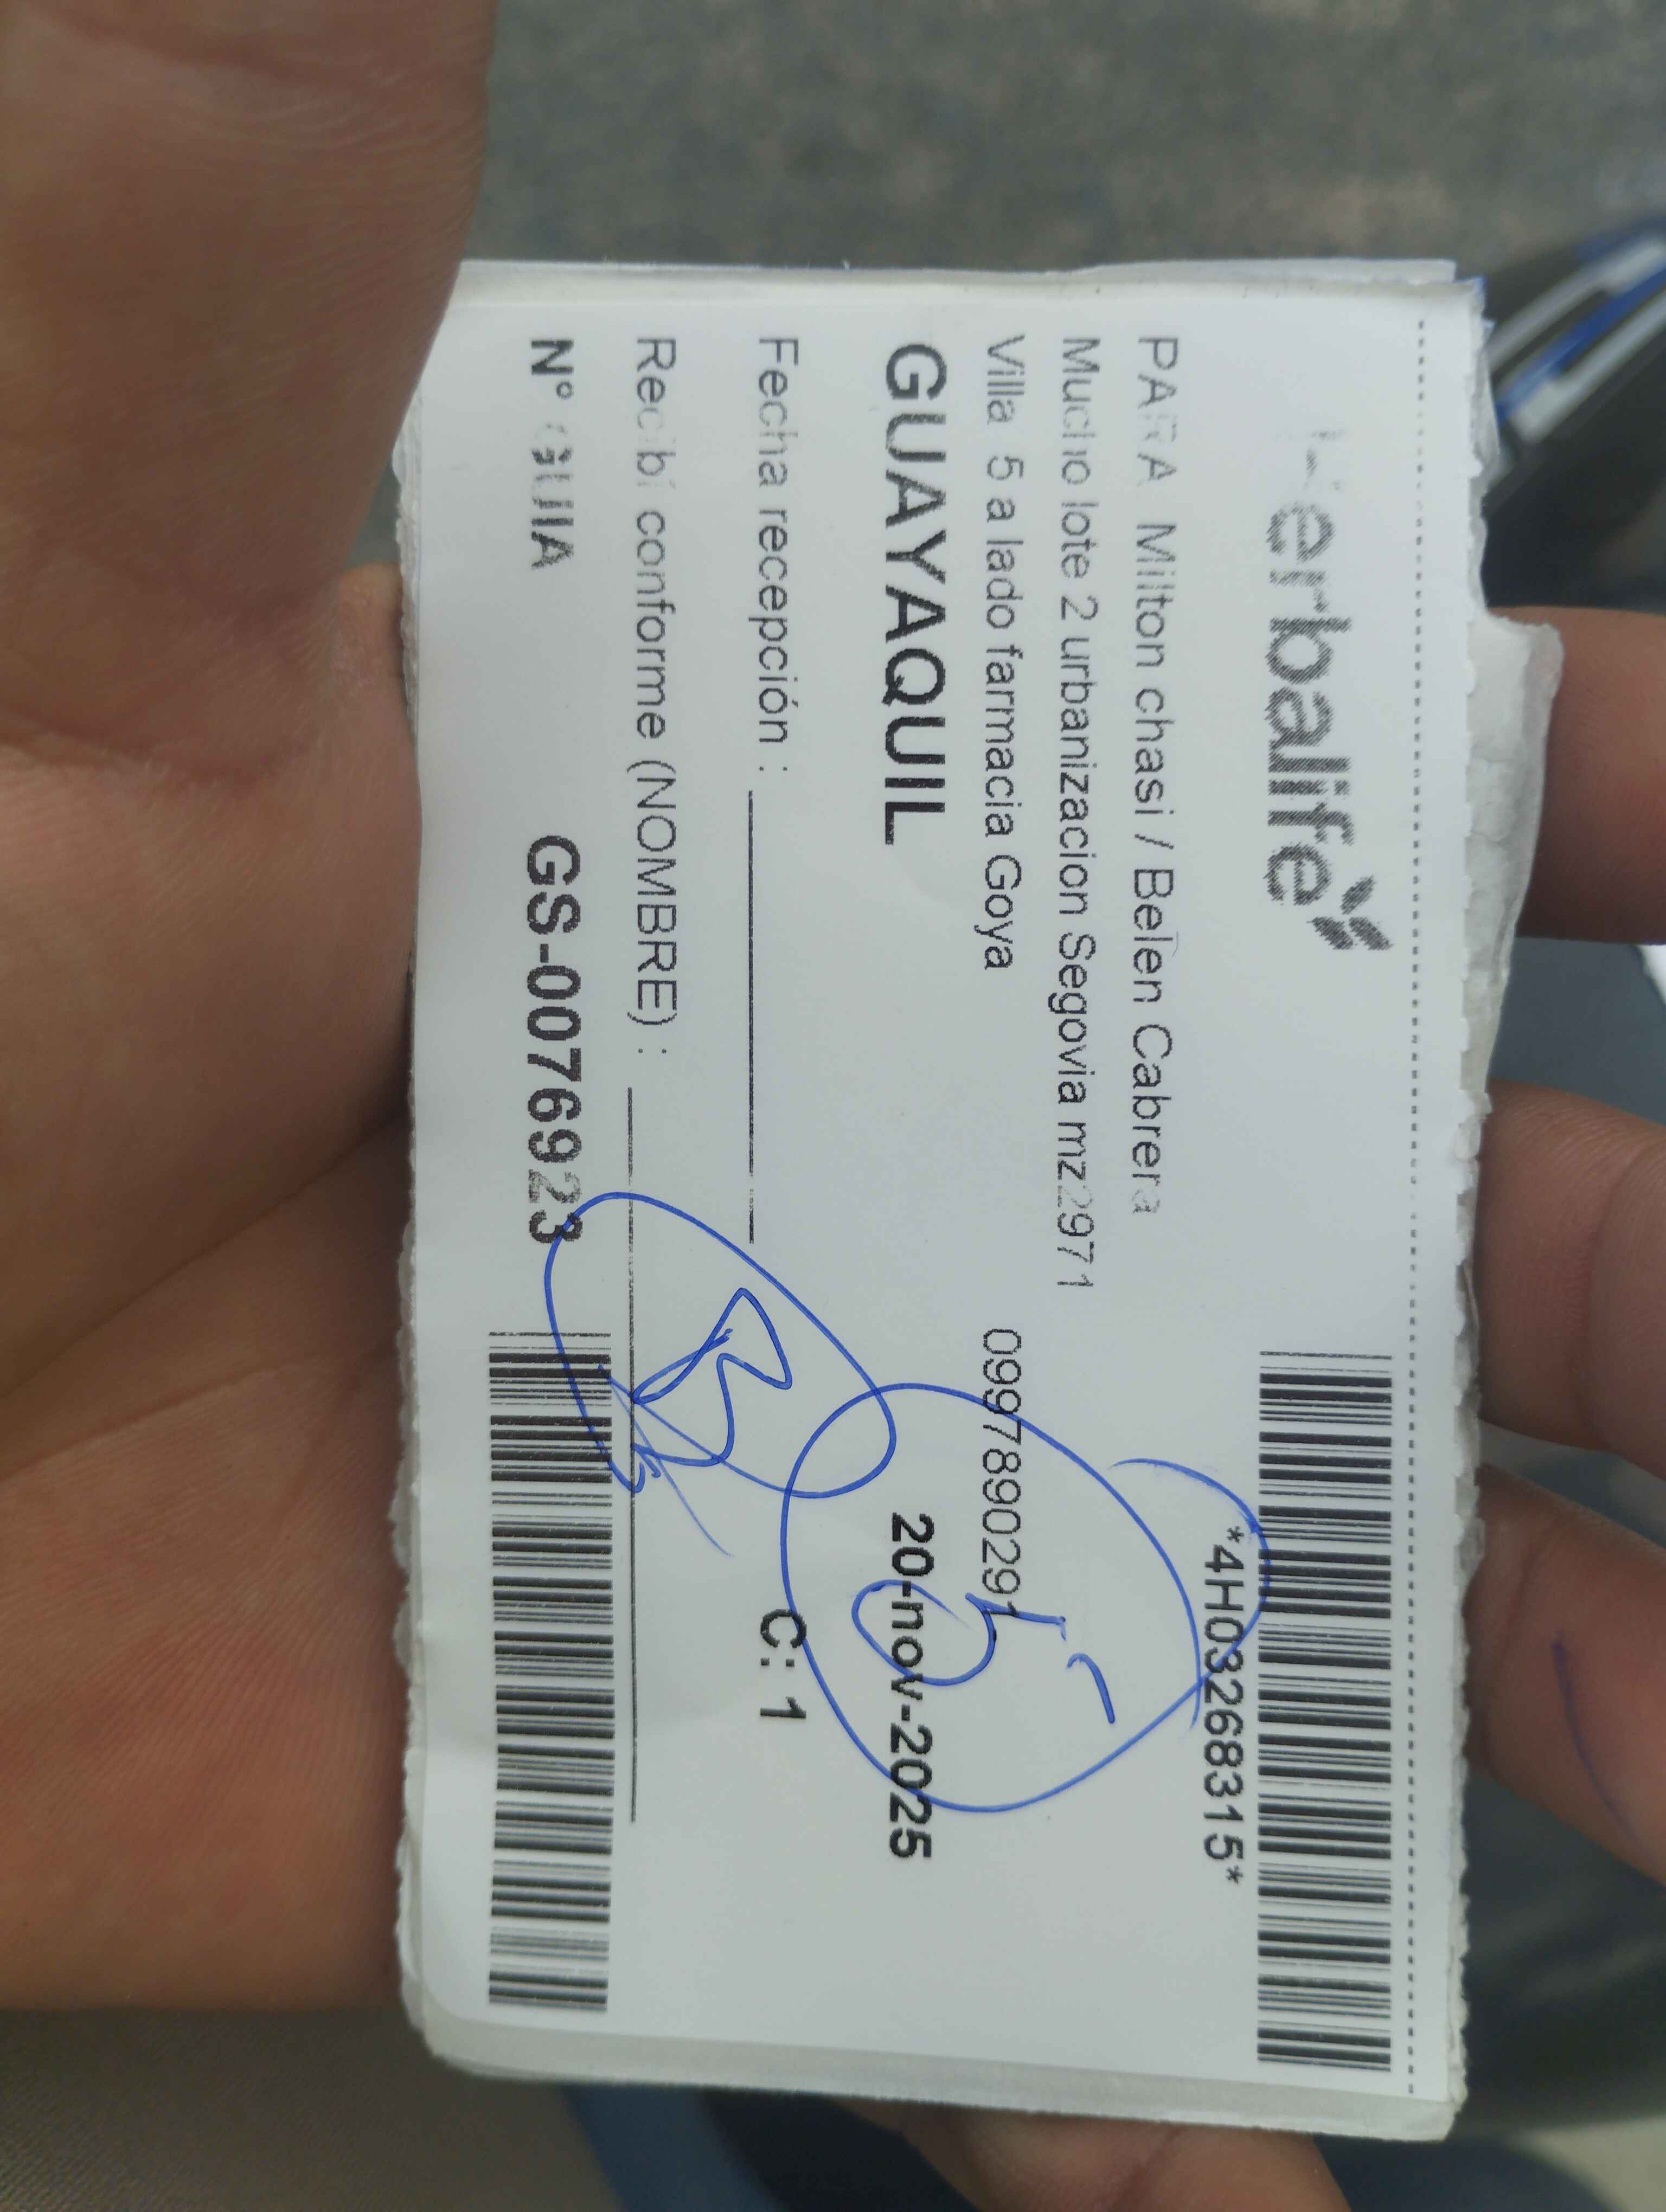 Herbalife
*4H03268315*
PARA Milton chasi / Belen Cabrera
Mucho lote 2 urbanizacion Segovia mz2971
Villa 5 a lado farmacia Goya 0997890291
GUAYAQUIL 20-nov-2025
Fecha recepción : C: 1
Recibí conforme (NOMBRE) :
N° GUIA GS-0076923